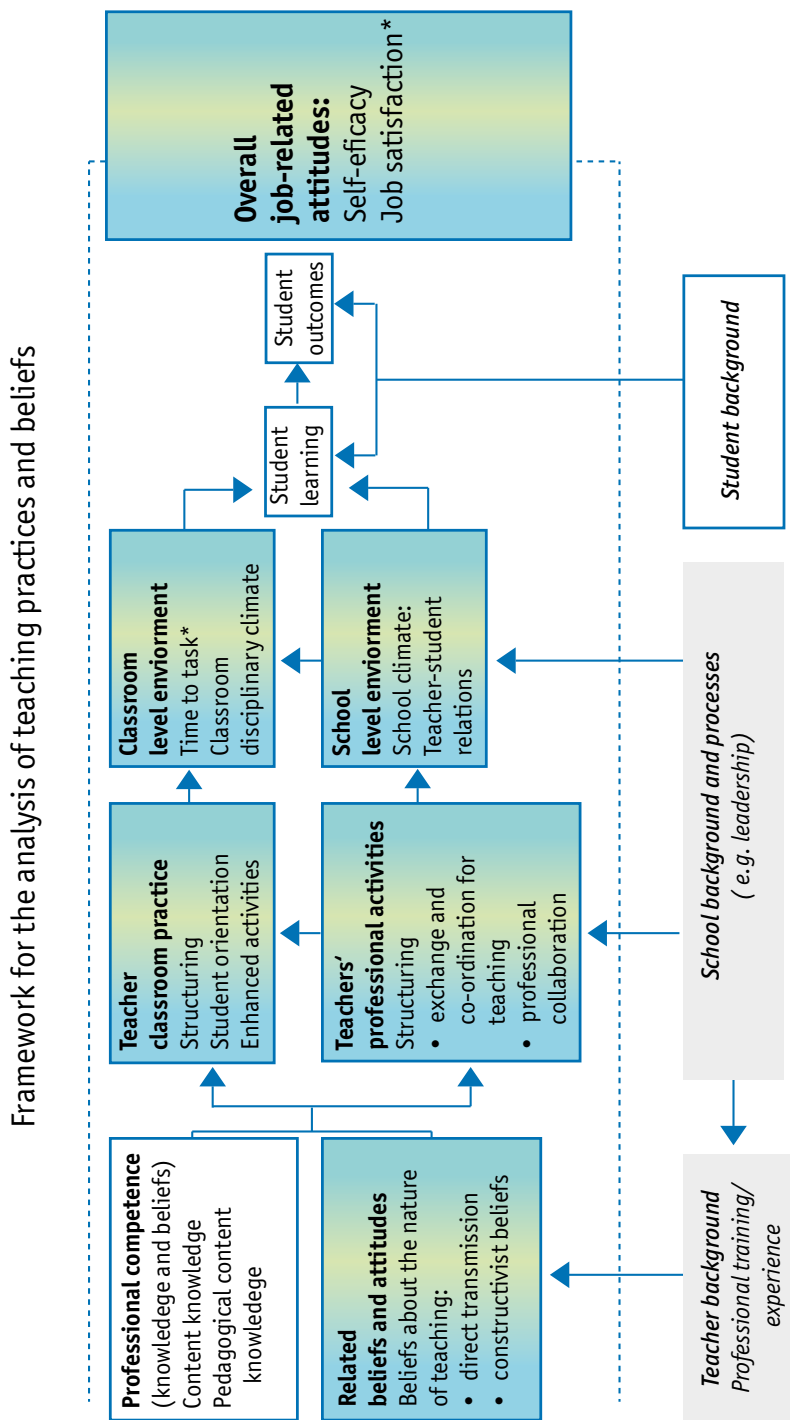 Framework for the analysis of teaching practices and beliefs
Professional competence
(knowledege and beliefs)
Content knowledge
Pedagogical content
knowledege
Related
beliefs and attitudes
Beliefs about the nature
of teaching:
• direct transmission
• constructivist beliefs
Teacher background
Professional training/
experience
Teacher
classroom practice
Structuring
Student orientation
Enhanced activities
Teachers'
professional activities
Structuring
• exchange and
co-ordination for
teaching
• professional
collaboration
School background and processes
( e.g. leadership)
Classroom
level enviorment
Time to task*
Classroom
disciplinary climate
School
level enviorment
School climate:
Teacher-student
relations
Student
learning
Student
outcomes
Student background
Overall
job-related
attitudes:
Self-eficacy
Job satisfaction*